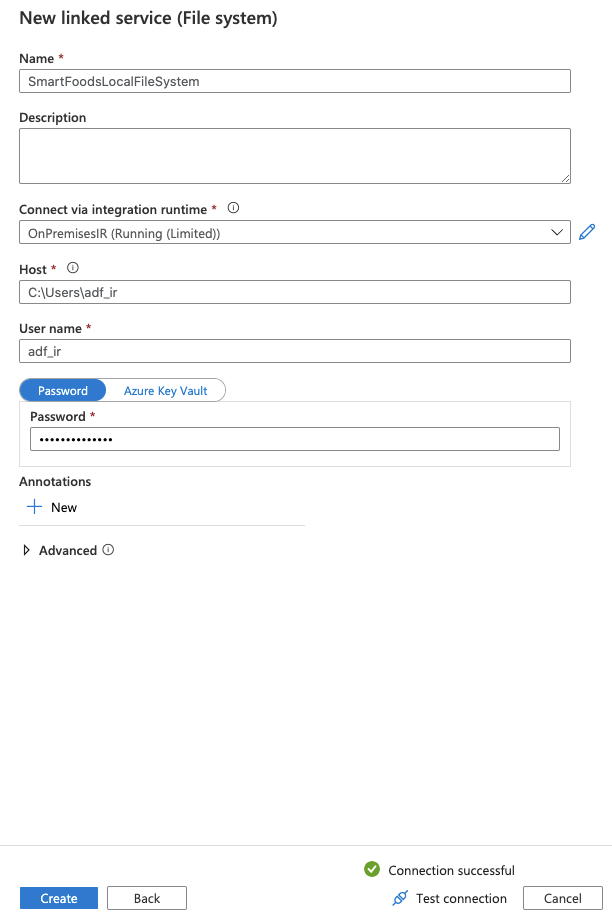 New linked service (File system)
Name *
SmartFoodsLocalFileSystem
Description
Connect via integration runtime *
OnPremisesIR (Running (Limited))
Host *
C:\Users\adf_ir
User name *
adf_ir
Password Azure Key Vault
Password *
••••••••••••••
Annotations
New
Advanced
Connection successful
Create Back Test connection Cancel